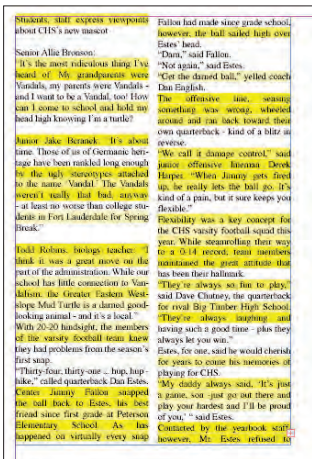 Students, staff express viewpoints
about CHS's new mascot
Senior Allie Bronson:
"It's the most ridiculous thing I've
heard of. My grandparents were
Vandals, my parents were Vandals -
and I want to be a Vandal, too! How
can I come to school and hold my
head high knowing I'm a turtle?
Junior Jake Beranek: "It's about
time. Those of us of Germanic heri-
tage have been rankled long enough
by the ugly stereotypes attached
to the name 'Vandal.' The Vandals
weren't really that bad, anyway
- at least no worse than college stu-
dents in Fort Lauderdale for Spring
Break."
Todd Robins, biology teacher: "I
think it was a great move on the
part of the administration. While our
school has little connection to Van-
dalism, the Greater Eastern West-
slope Mud Turtle is a darned good-
looking animal - and it's a local."
With 20-20 hindsight, the members
of the varsity football team knew
they had problems from the season's
first snap.
"Thirty-four, thirty-one ... hup, hup -
hike," called quarterback Dan Estes.
Center Jimmy Fallon snapped
the ball back to Estes, his best
friend since first grade at Peterson
Elementary School. As has
happened on virtually every snap
Fallon had made since grade school,
however, the ball sailed high over
Estes' head.
"Darn," said Fallon.
"Not again," said Estes.
"Get the darned ball," yelled coach
Dan English.
The offensive line, sensing
something was wrong, wheeled
around and ran back toward their
own quarterback - kind of a blitz in
reverse.
"We call it damage control," said
junior offensive lineman Derek
Harper. "When Jimmy gets fired
up, he really lets the ball go. It's
kind of a pain, but it sure keeps you
flexible."
Flexibility was a key concept for
the CHS varsity football squad this
year. While steamrolling their way
to a 0-14 record, team members
maintained the great attitude that
has been their hallmark.
"They're always so fun to play,"
said Dave Chutney, the quarterback
for rival Big Timber High School.
"They're always laughing and
having such a good time - plus they
always let you win."
Estes, for one, said he would cherish
for years to come his memories of
playing for CHS.
"My daddy always said, 'It's just
a game, son -just go out there and
play your hardest and I'll be proud
of you,' " said Estes.
Contacted by the yearbook staff,
however, Mr. Estes refused to